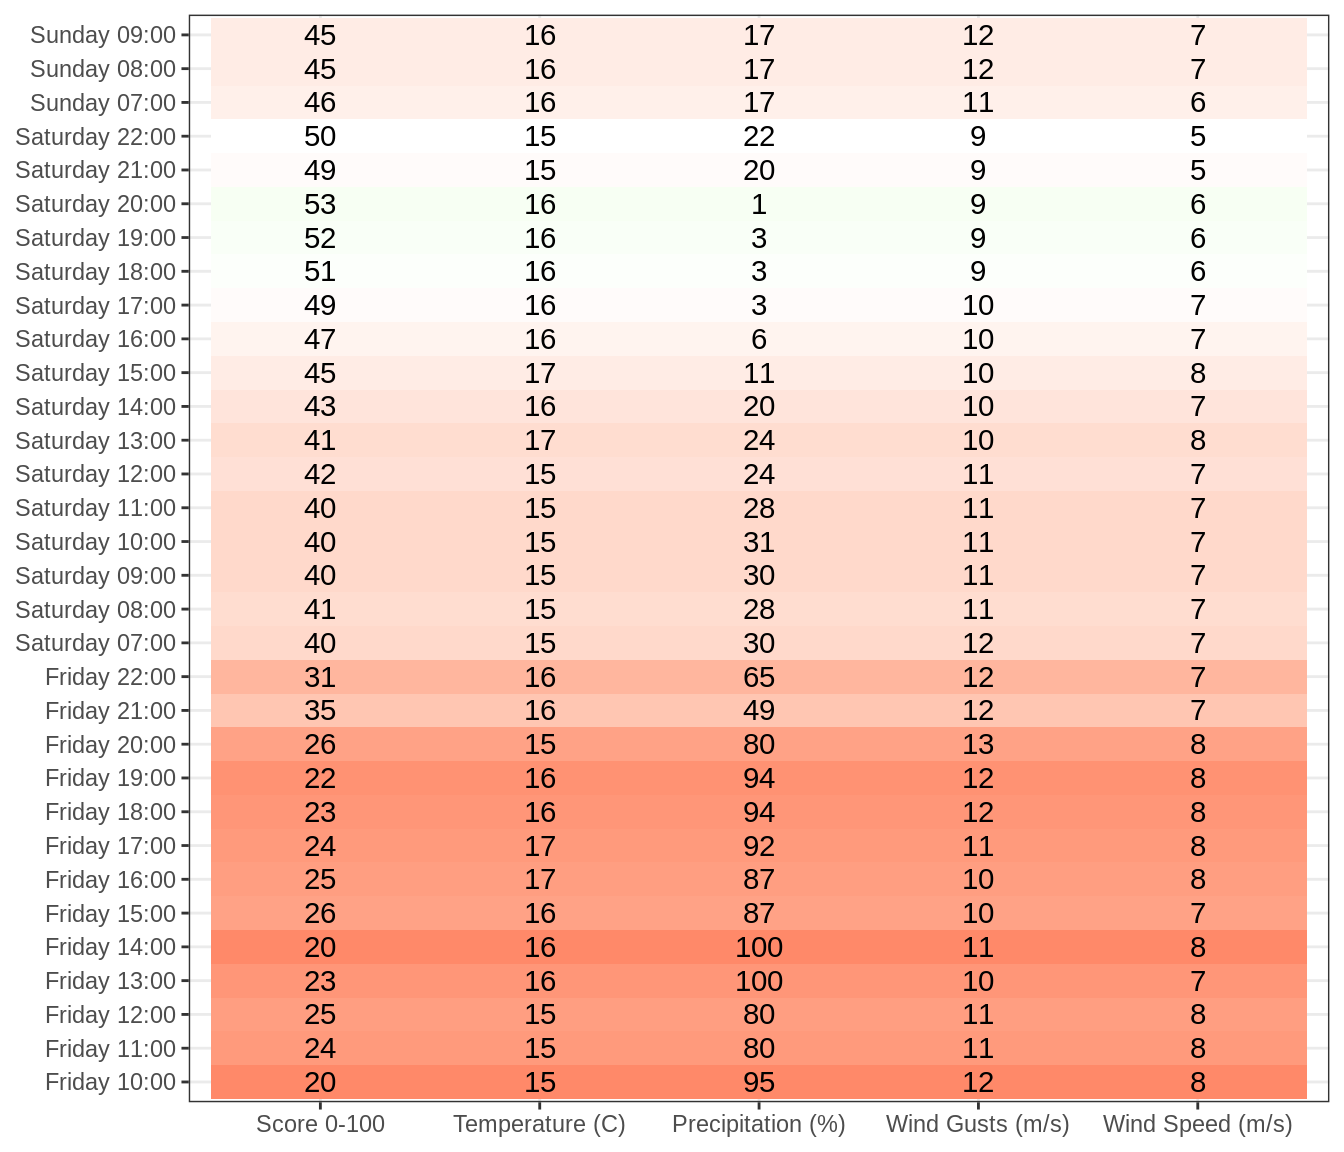 Sunday 09:00 45 16 17 12 7
Sunday 08:00 45 16 17 12 7
Sunday 07:00 46 16 17 11 6
Saturday 22:00 50 15 22 9 5
Saturday 21:00 49 15 20 9 5
Saturday 20:00 53 16 1 9 6
Saturday 19:00 52 16 3 9 6
Saturday 18:00 51 16 3 9 6
Saturday 17:00 49 16 3 10 7
Saturday 16:00 47 16 6 10 7
Saturday 15:00 45 17 11 10 8
Saturday 14:00 43 16 20 10 7
Saturday 13:00 41 17 24 10 8
Saturday 12:00 42 15 24 11 7
Saturday 11:00 40 15 28 11 7
Saturday 10:00 40 15 31 11 7
Saturday 09:00 40 15 30 11 7
Saturday 08:00 41 15 28 11 7
Saturday 07:00 40 15 30 12 7
Friday 22:00 31 16 65 12 7
Friday 21:00 35 16 49 12 7
Friday 20:00 26 15 80 13 8
Friday 19:00 22 16 94 12 8
Friday 18:00 23 16 94 12 8
Friday 17:00 24 17 92 11 8
Friday 16:00 25 17 87 10 8
Friday 15:00 26 16 87 10 7
Friday 14:00 20 16 100 11 8
Friday 13:00 23 16 100 10 7
Friday 12:00 25 15 80 11 8
Friday 11:00 24 15 80 11 8
Friday 10:00 20 15 95 12 8
Score 0-100 Temperature (C) Precipitation (%) Wind Gusts (m/s) Wind Speed (m/s)